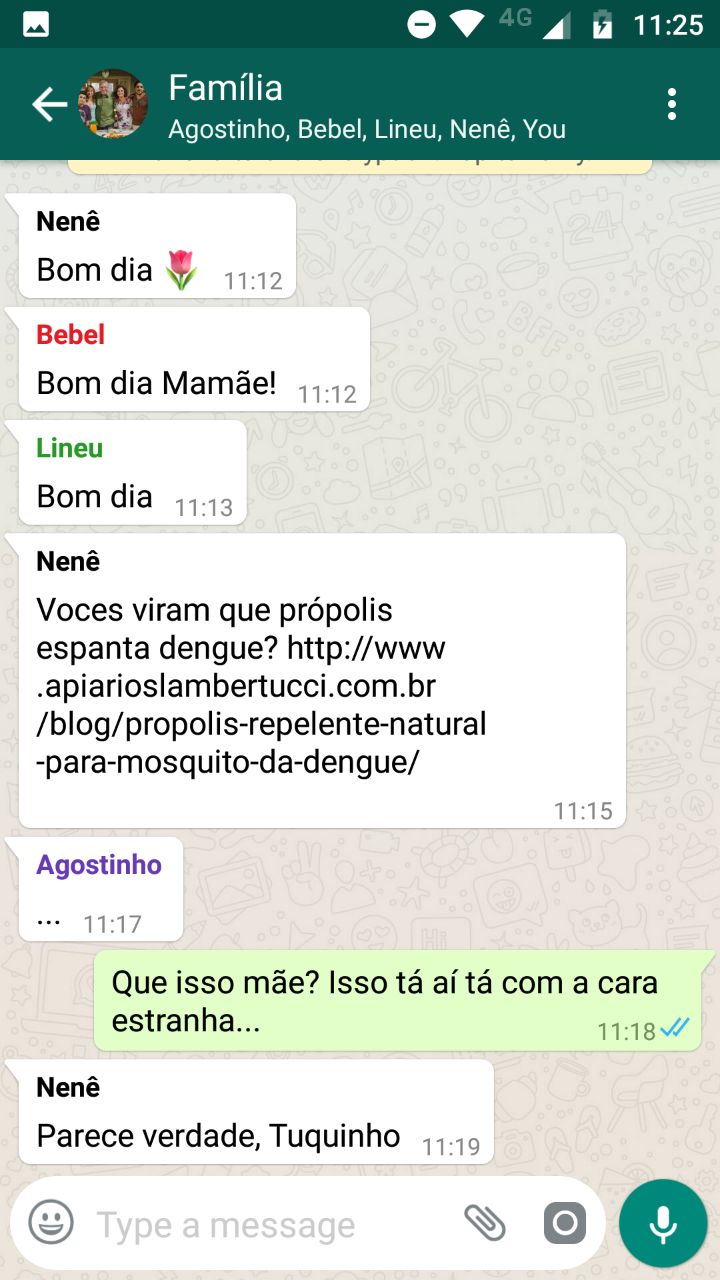 4G 11:25
Família
Agostinho, Bebel, Lineu, Nenê, You
Nenê
Bom dia 🌷 11:12
Bebel
Bom dia Mamãe! 11:12
Lineu
Bom dia 11:13
Nenê
Voces viram que própolis
espanta dengue? http://www
.apiarioslambertucci.com.br
/blog/propolis-repelente-natural
-para-mosquito-da-dengue/
11:15
Agostinho
... 11:17
Que isso mãe? Isso tá aí tá com a cara
estranha... 11:18
Nenê
Parece verdade, Tuquinho 11:19
Type a message